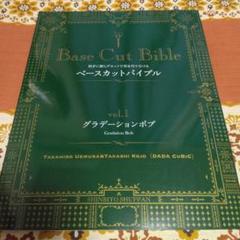 Base Cut Bible
ベースカットバイブル
vol.1
グラデーションボブ
Gradation Bob
TAKAHIRO UEMURA&TAKASHI KOJO (DADA CUBIC)
SHINBIYO SHUPPAN